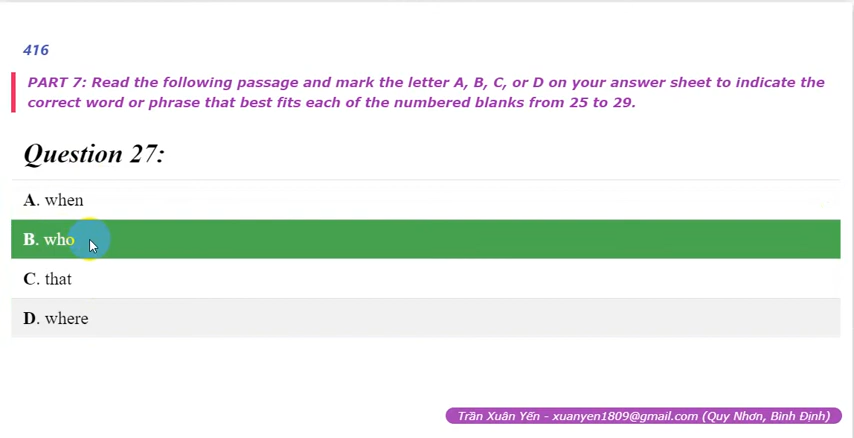 416
PART 7: Read the following passage and mark the letter A, B, C, or D on your answer sheet to indicate the
correct word or phrase that best fits each of the numbered blanks from 25 to 29.
Question 27:
A. when
B. who
C. that
D. where
Trần Xuân Yến - xuanyen1809@gmail.com (Quy Nhơn, Bình Định)